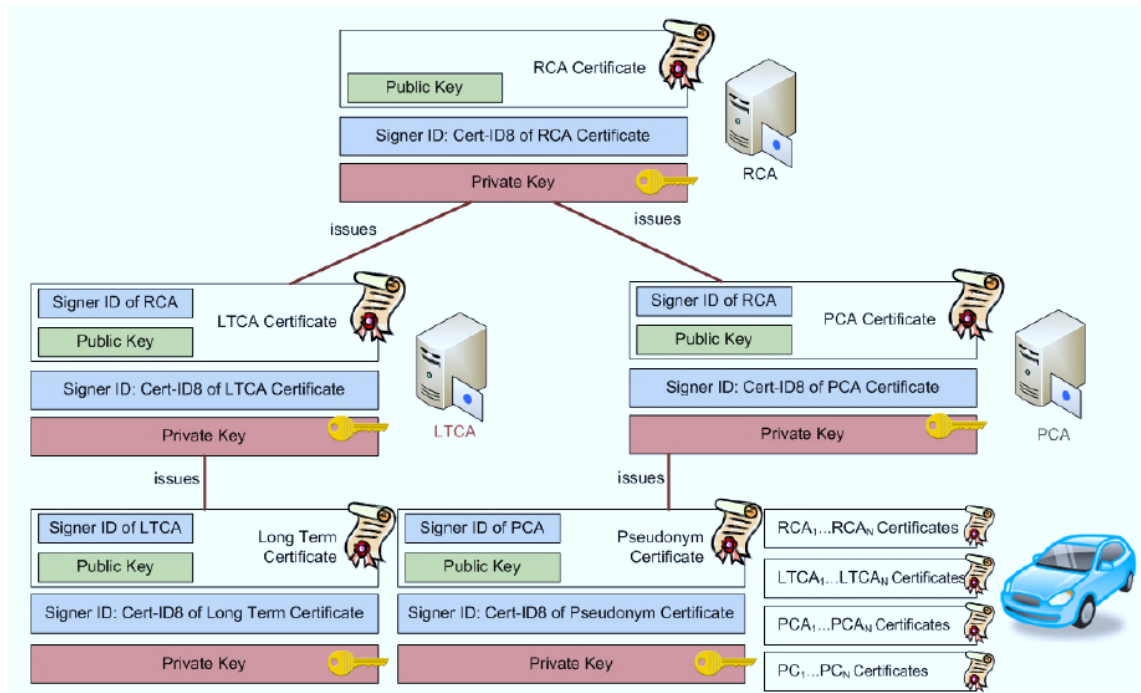 RCA Certificate
Public Key
Signer ID: Cert-ID8 of RCA Certificate
RCA
Private Key
issues
issues
Signer ID of RCA
LTCA Certificate
Public Key
Signer ID: Cert-ID8 of LTCA Certificate
LTCA
Private Key
Signer ID of RCA
PCA Certificate
Public Key
Signer ID: Cert-ID8 of PCA Certificate
PCA
Private Key
issues
issues
Signer ID of LTCA
Long Term
Certificate
Public Key
Signer ID: Cert-ID8 of Long Term Certificate
Private Key
Signer ID of PCA
Pseudonym
Certificate
Public Key
Signer ID: Cert-ID8 of Pseudonym Certificate
Private Key
RCA₁...RCAN Certificates
LTCA₁...LTCAN Certificates
PCA₁...PCAN Certificates
PC₁...PCN Certificates